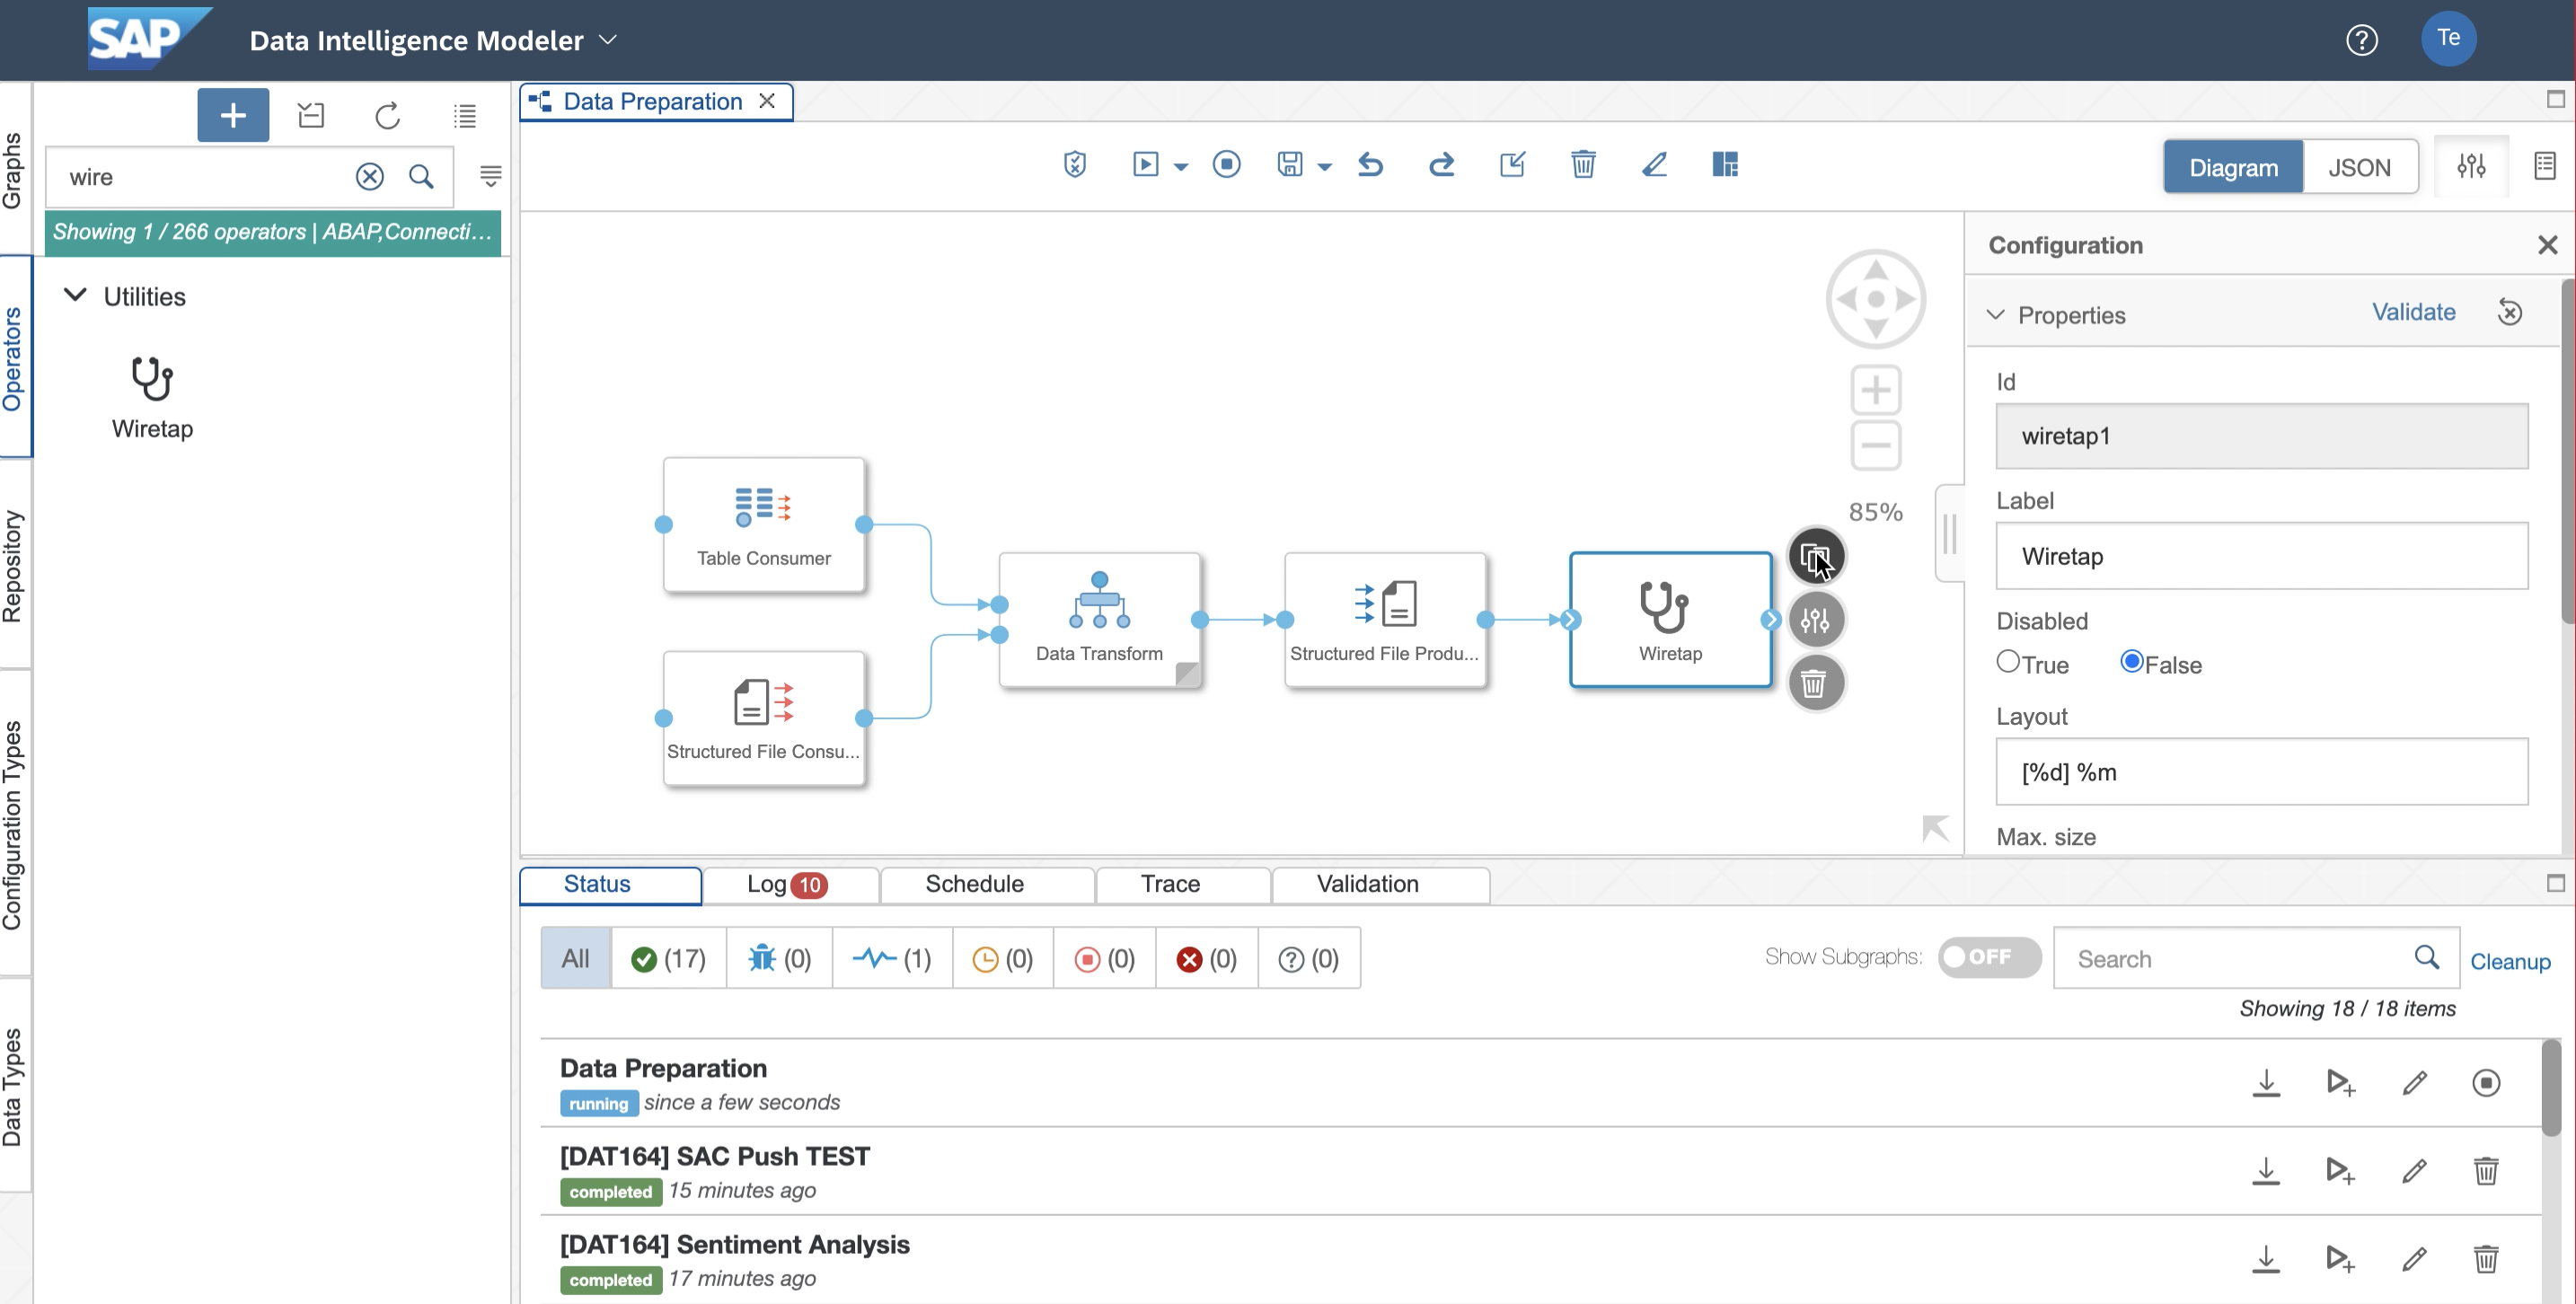 SAP
Data Intelligence Modeler
Te
Graphs
Operators
Repository
Configuration Types
Data Types
wire
Showing 1 / 266 operators | ABAP,Connecti...
Utilities
Wiretap
Data Preparation
Diagram
JSON
85%
Table Consumer
Structured File Consu...
Data Transform
Structured File Produ...
Wiretap
Configuration
Properties
Validate
Id
wiretap1
Label
Wiretap
Disabled
True
False
Layout
[%d] %m
Max. size
Status
Log 10
Schedule
Trace
Validation
All
(17)
(0)
(1)
(0)
(0)
(0)
(0)
Show Subgraphs:
OFF
Search
Cleanup
Showing 18 / 18 items
Data Preparation
running since a few seconds
[DAT164] SAC Push TEST
completed 15 minutes ago
[DAT164] Sentiment Analysis
completed 17 minutes ago